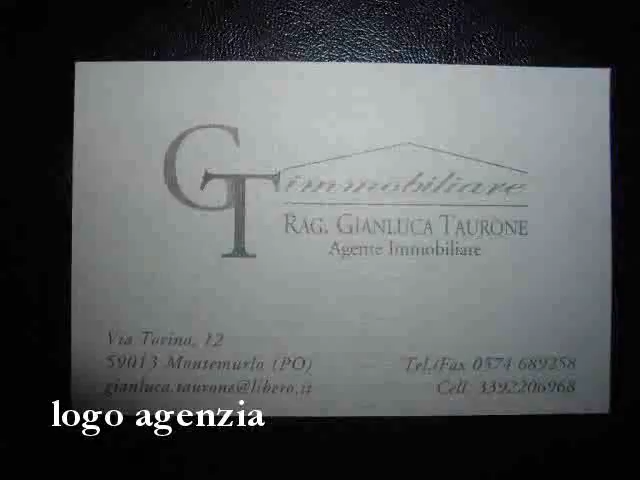 GT immobiliare
RAG. GIANLUCA TAURONE
Agente Immobiliare
Via Torino, 12
59013 Montemurlo (PO)
gianluca.taurone@libero.it
Tel./Fax 0574 689258
Cell. 3392206968
logo agenzia